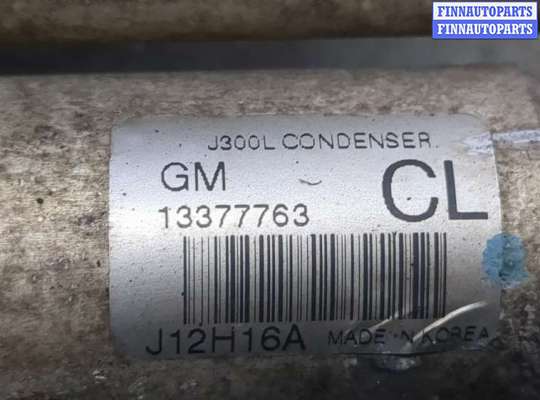 FINNAUTOPARTS
FINNAUTOPARTS
J300L CONDENSER
GM
CL
13377763
J12H16A
MADE IN KOREA